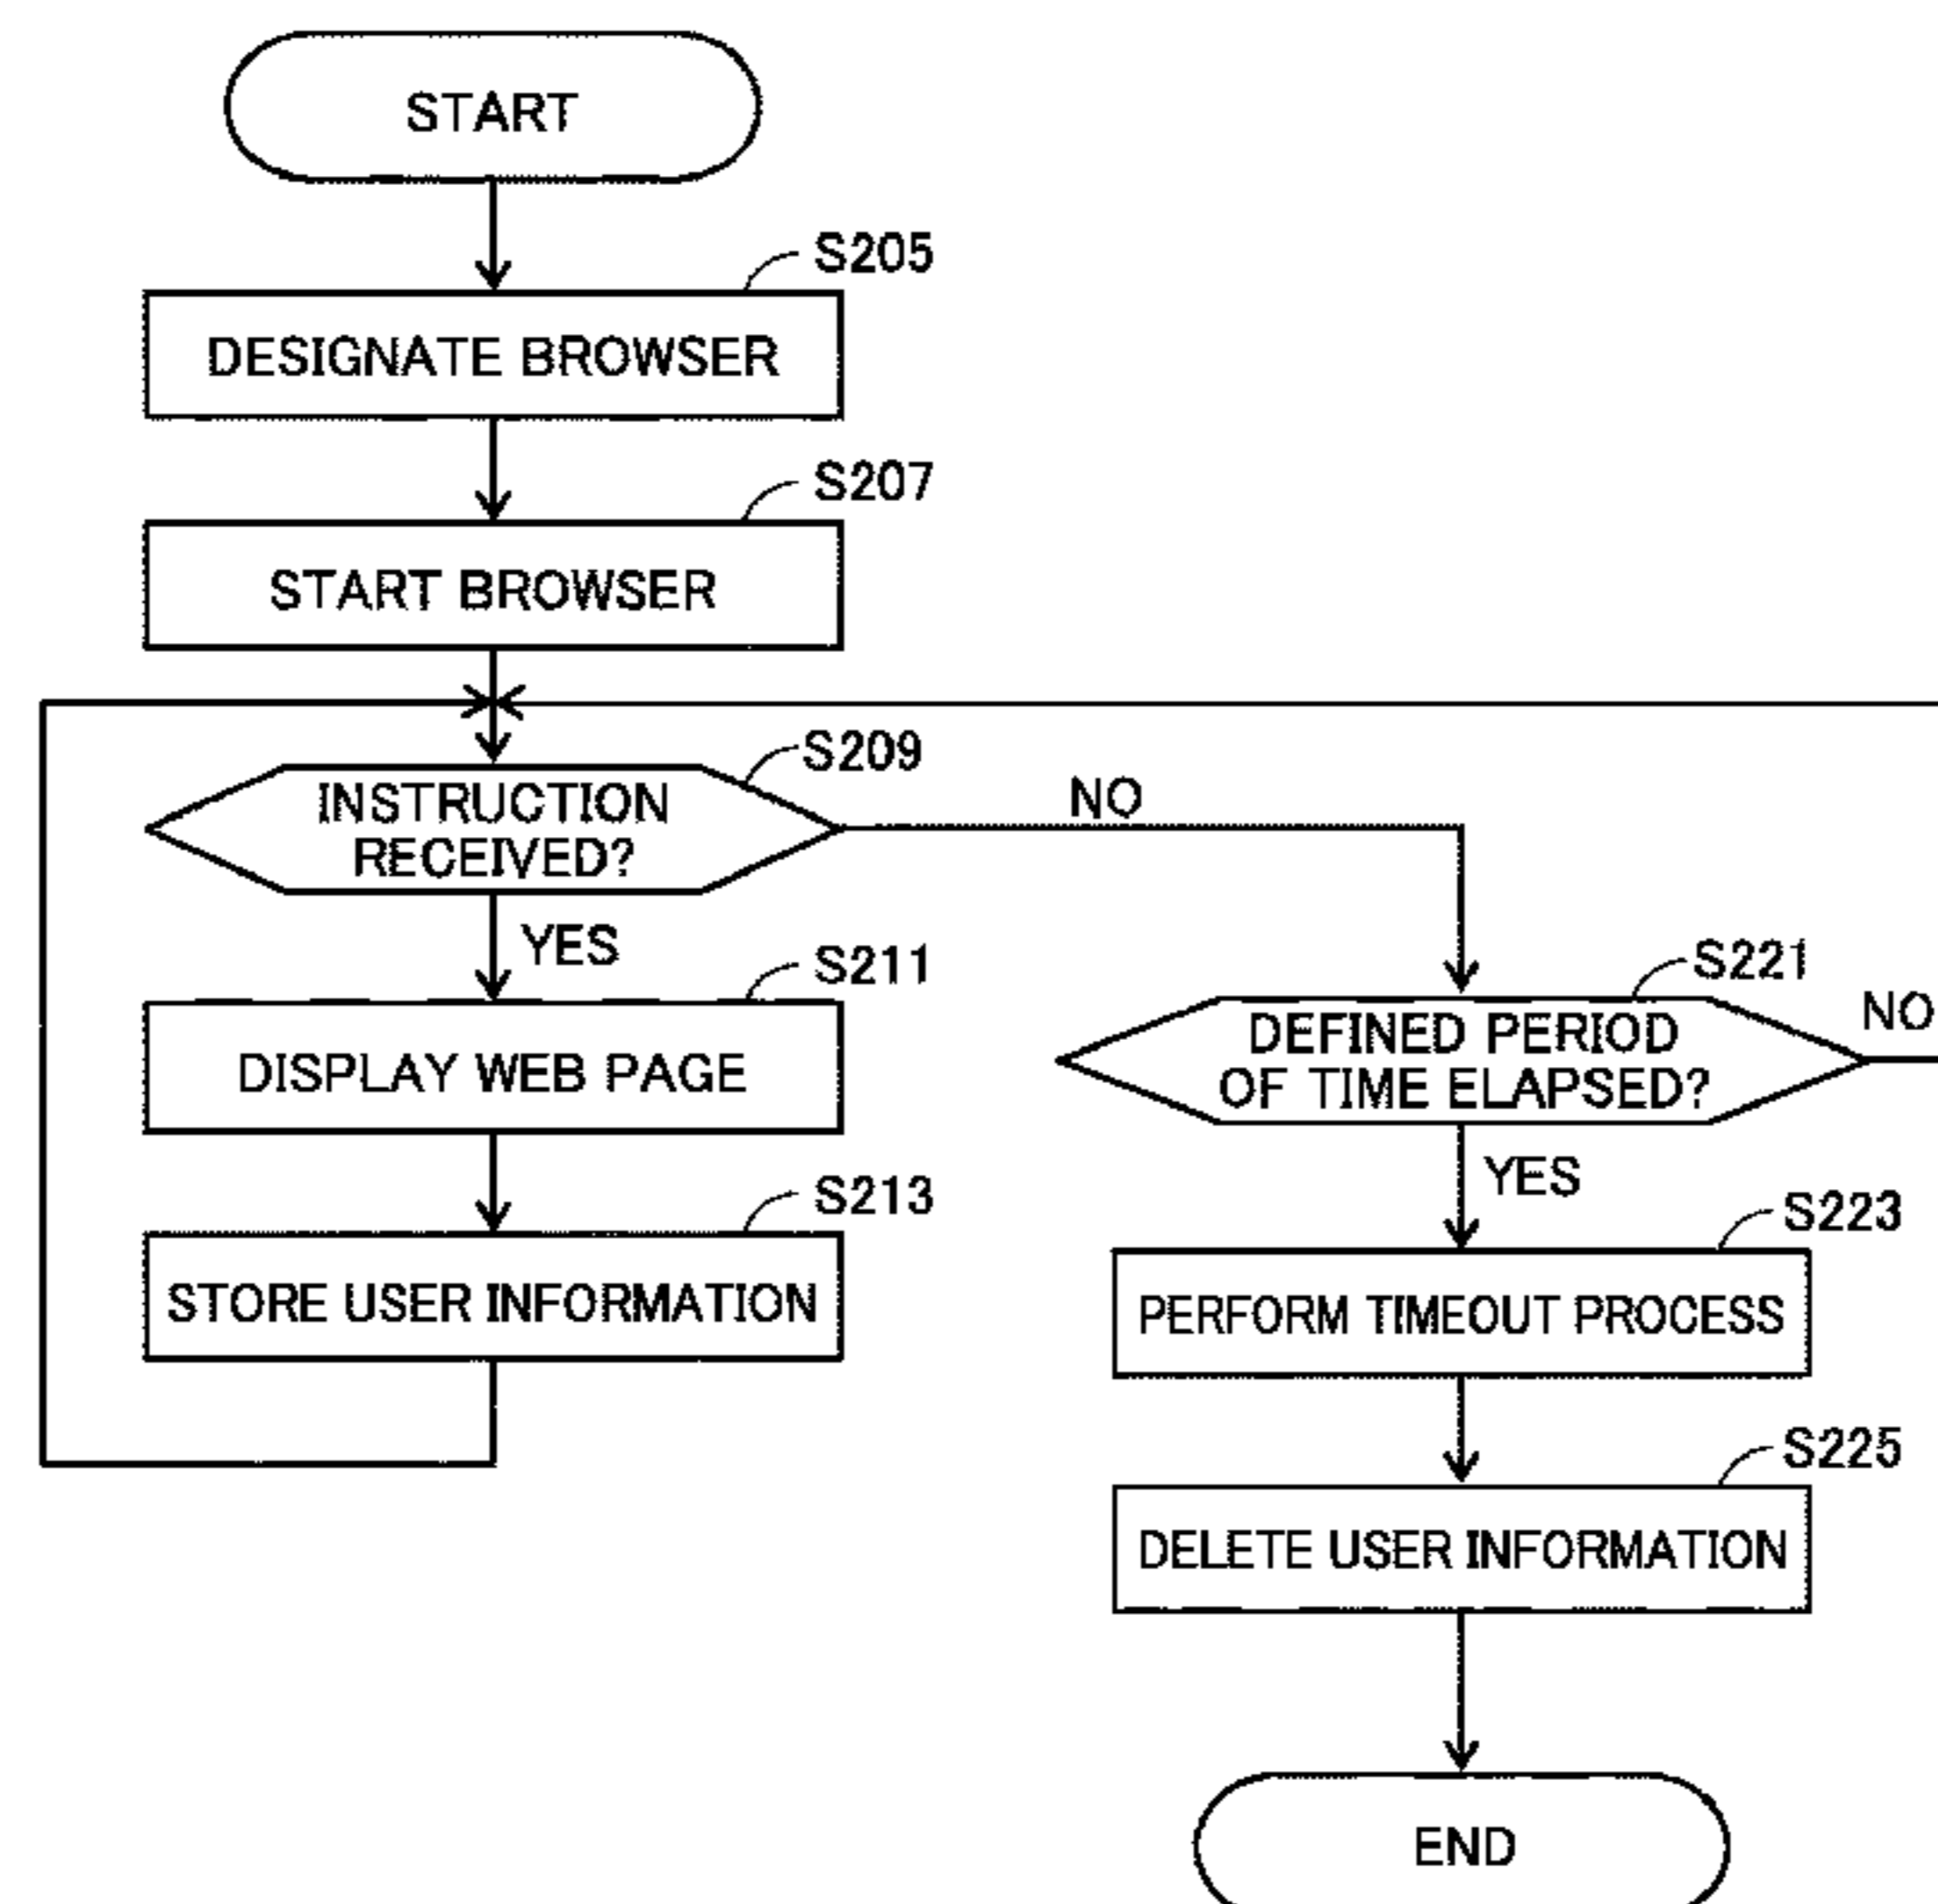 START
S205
DESIGNATE BROWSER
S207
START BROWSER
S209
INSTRUCTION
RECEIVED?
NO
YES
S211
DISPLAY WEB PAGE
S213
STORE USER INFORMATION
S221
DEFINED PERIOD
OF TIME ELAPSED?
NO
YES
S223
PERFORM TIMEOUT PROCESS
S225
DELETE USER INFORMATION
END